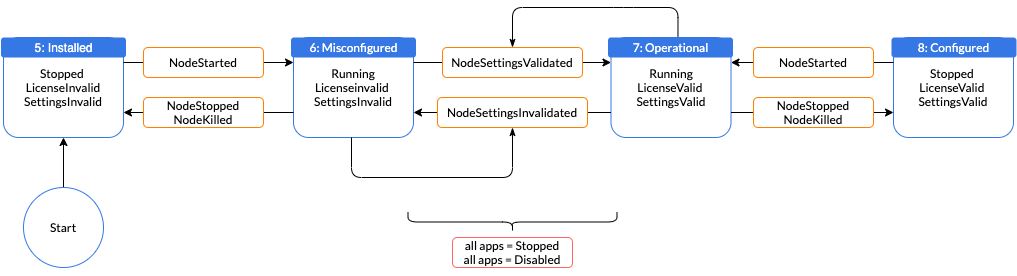 5: Installed
Stopped
LicenseInvalid
SettingsInvalid
NodeStarted
NodeStopped
NodeKilled
6: Misconfigured
Running
Licenseinvalid
SettingsInvalid
NodeSettingsValidated
NodeSettingsInvalidated
7: Operational
Running
LicenseValid
SettingsValid
NodeStarted
NodeStopped
NodeKilled
8: Configured
Stopped
LicenseValid
SettingsValid
Start
all apps = Stopped
all apps = Disabled